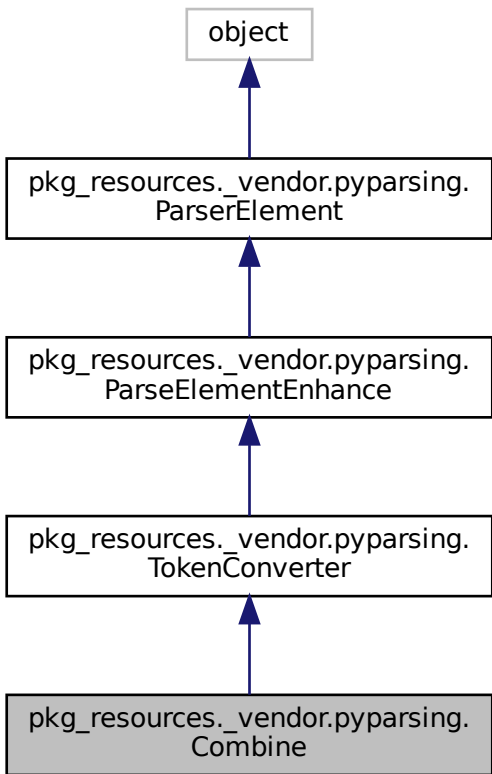 object
pkg_resources._vendor.pyparsing.
ParserElement
pkg_resources._vendor.pyparsing.
ParseElementEnhance
pkg_resources._vendor.pyparsing.
TokenConverter
pkg_resources._vendor.pyparsing.
Combine